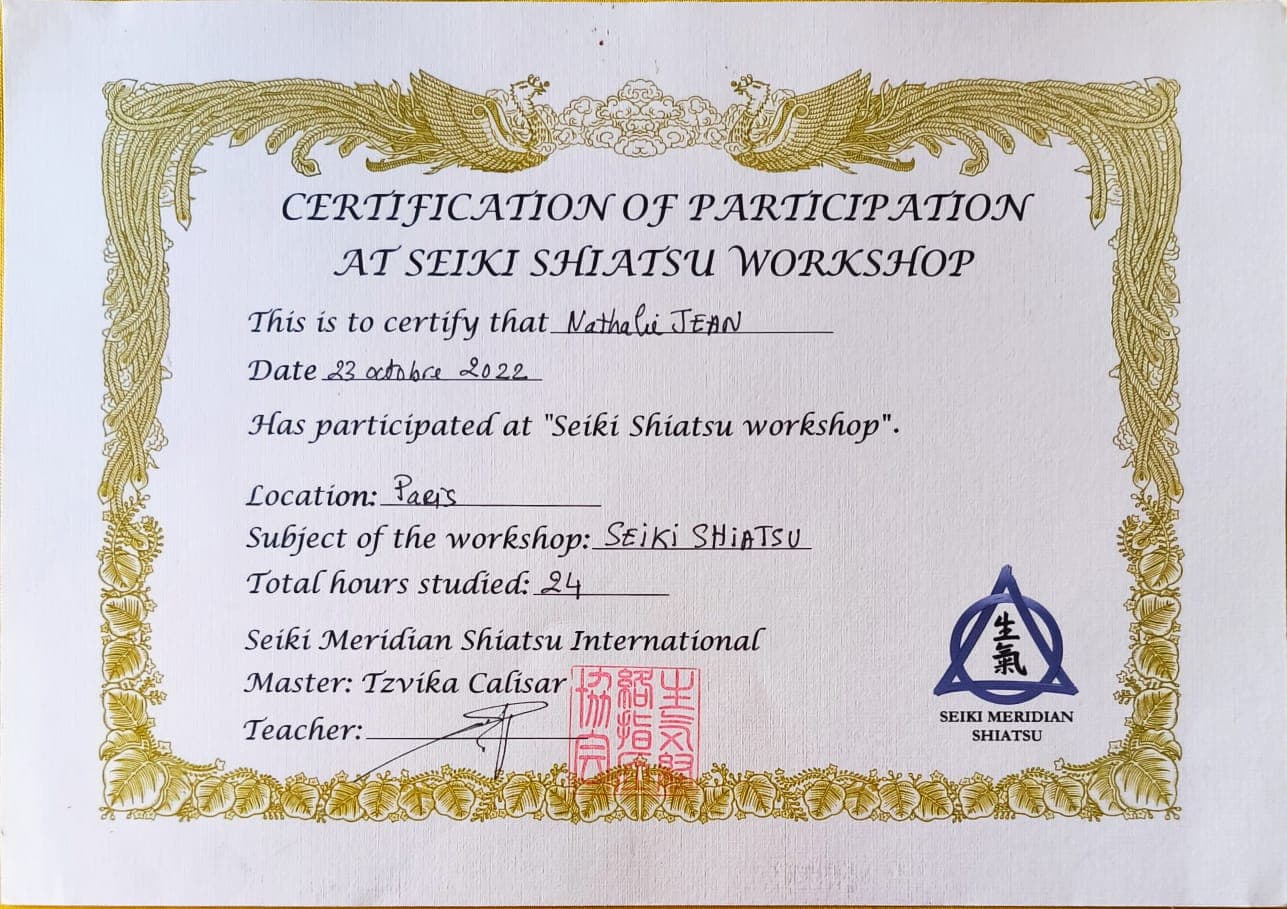 CERTIFICATION OF PARTICIPATION
AT SEIKI SHIATSU WORKSHOP
This is to certify that Nathalie JEAN
Date 23 octobre 2022
Has participated at "Seiki Shiatsu workshop".
Location: Paris
Subject of the workshop: SEiKi SHiATSU
Total hours studied: 24
Seiki Meridian Shiatsu International
Master: Tzvika Calisar
Teacher:
生氣
SEIKI MERIDIAN
SHIATSU